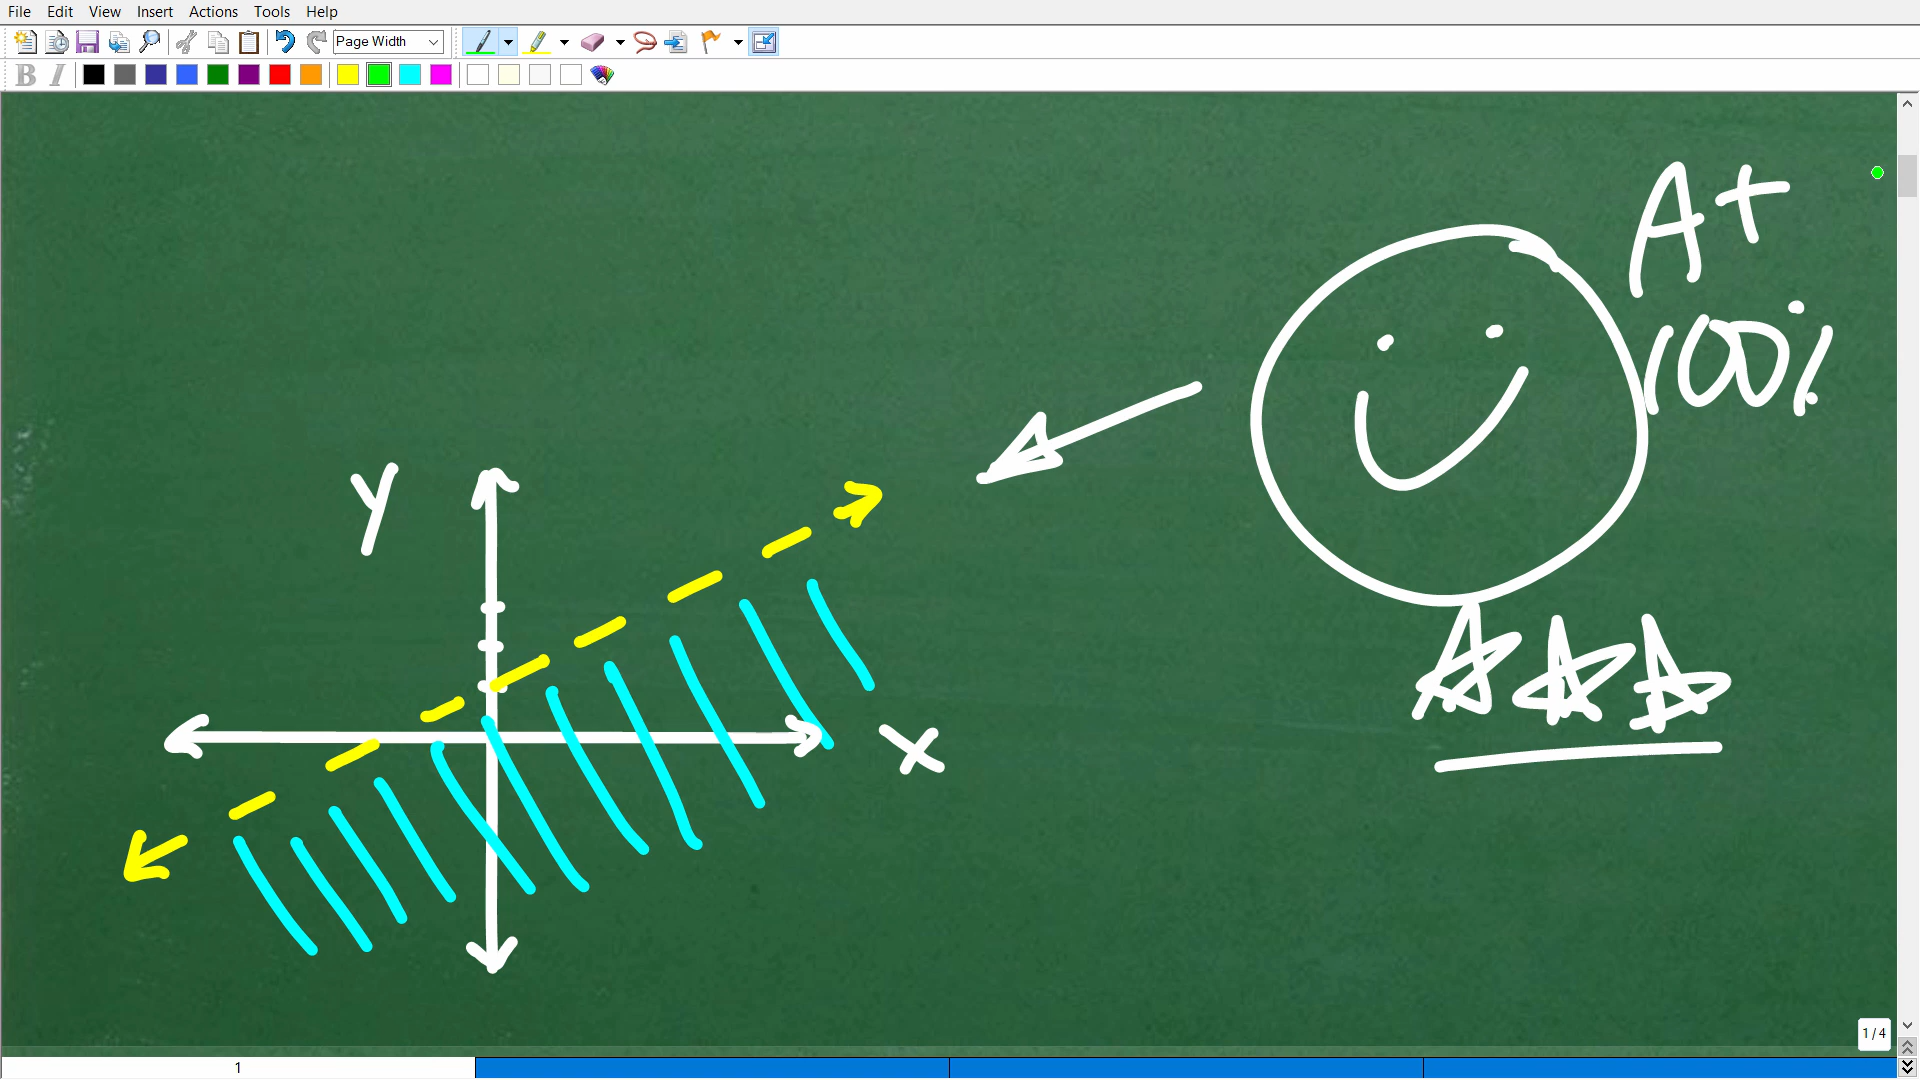 File Edit View Insert Actions Tools Help
Page Width
B I
A+
100%
y
x
1 / 4
1